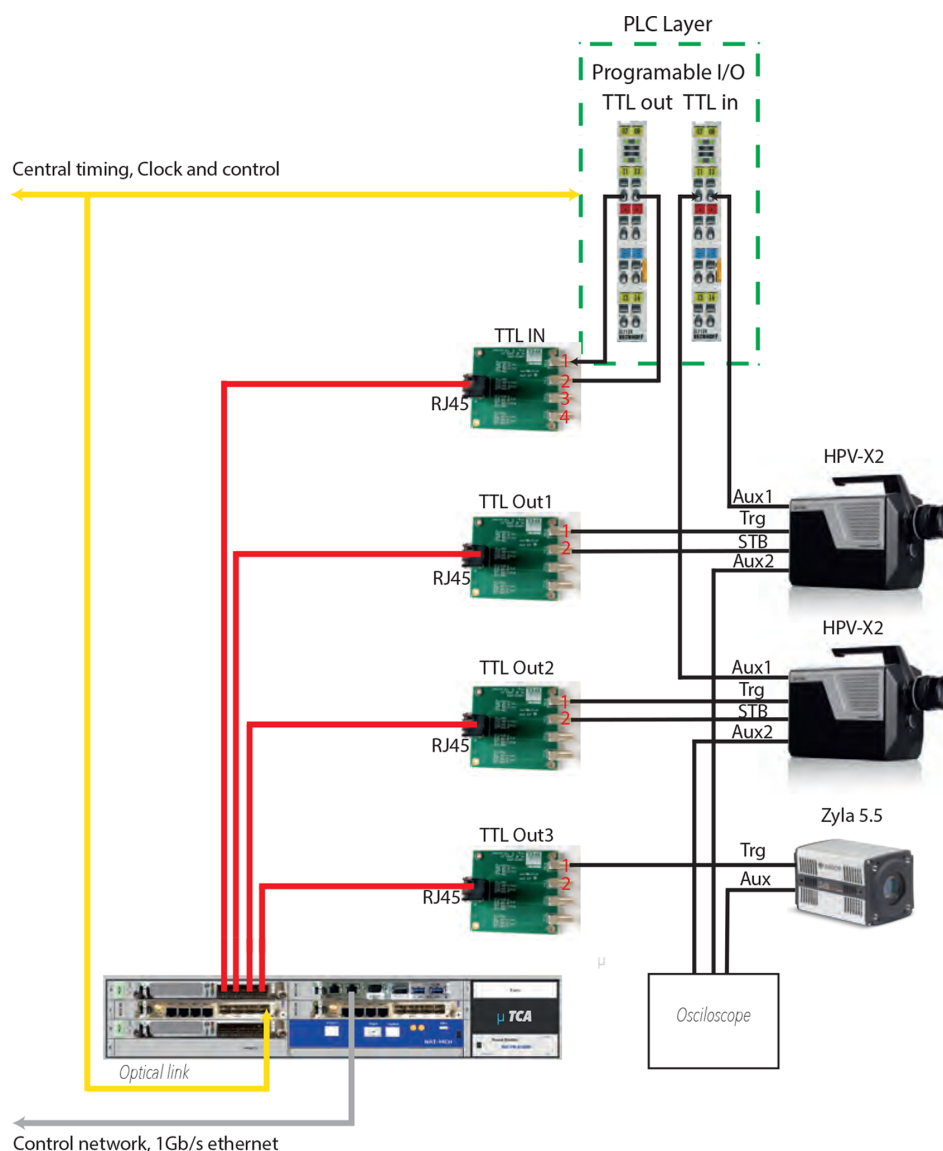 PLC Layer
Programable I/O
TTL out TTL in
Central timing, Clock and control
TTL IN
1
2
3
4
RJ45
HPV-X2
Aux1
Trg
STB
Aux2
TTL Out1
1
2
RJ45
HPV-X2
Aux1
Trg
STB
Aux2
TTL Out2
1
2
RJ45
Zyla 5.5
Trg
Aux
TTL Out3
1
2
RJ45
µ
µ TCA
NAT-MCH
Osciloscope
Optical link
Control network, 1Gb/s ethernet